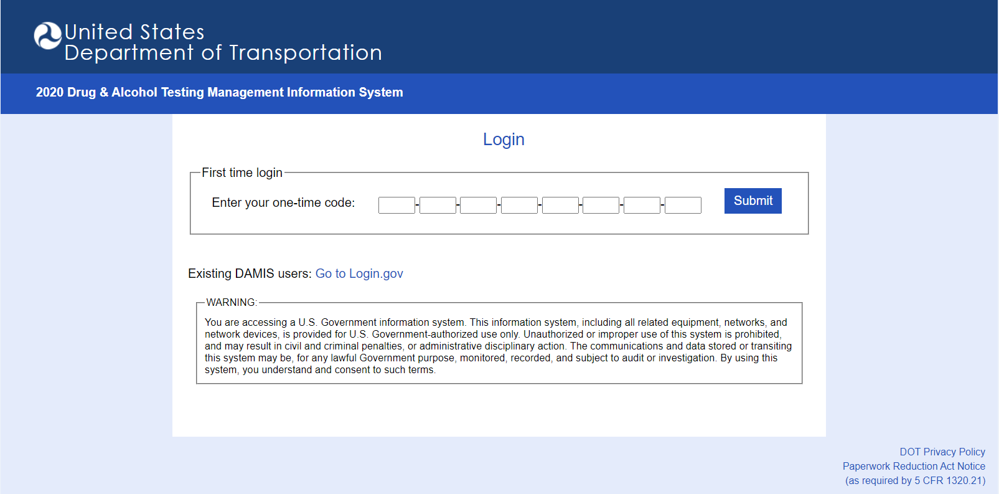 United States
Department of Transportation
2020 Drug & Alcohol Testing Management Information System
Login
First time login
Enter your one-time code:
- - - - - - -
Submit
Existing DAMIS users: Go to Login.gov
WARNING:
You are accessing a U.S. Government information system. This information system, including all related equipment, networks, and
network devices, is provided for U.S. Government-authorized use only. Unauthorized or improper use of this system is prohibited,
and may result in civil and criminal penalties, or administrative disciplinary action. The communications and data stored or transiting
this system may be, for any lawful Government purpose, monitored, recorded, and subject to audit or investigation. By using this
system, you understand and consent to such terms.
DOT Privacy Policy
Paperwork Reduction Act Notice
(as required by 5 CFR 1320.21)